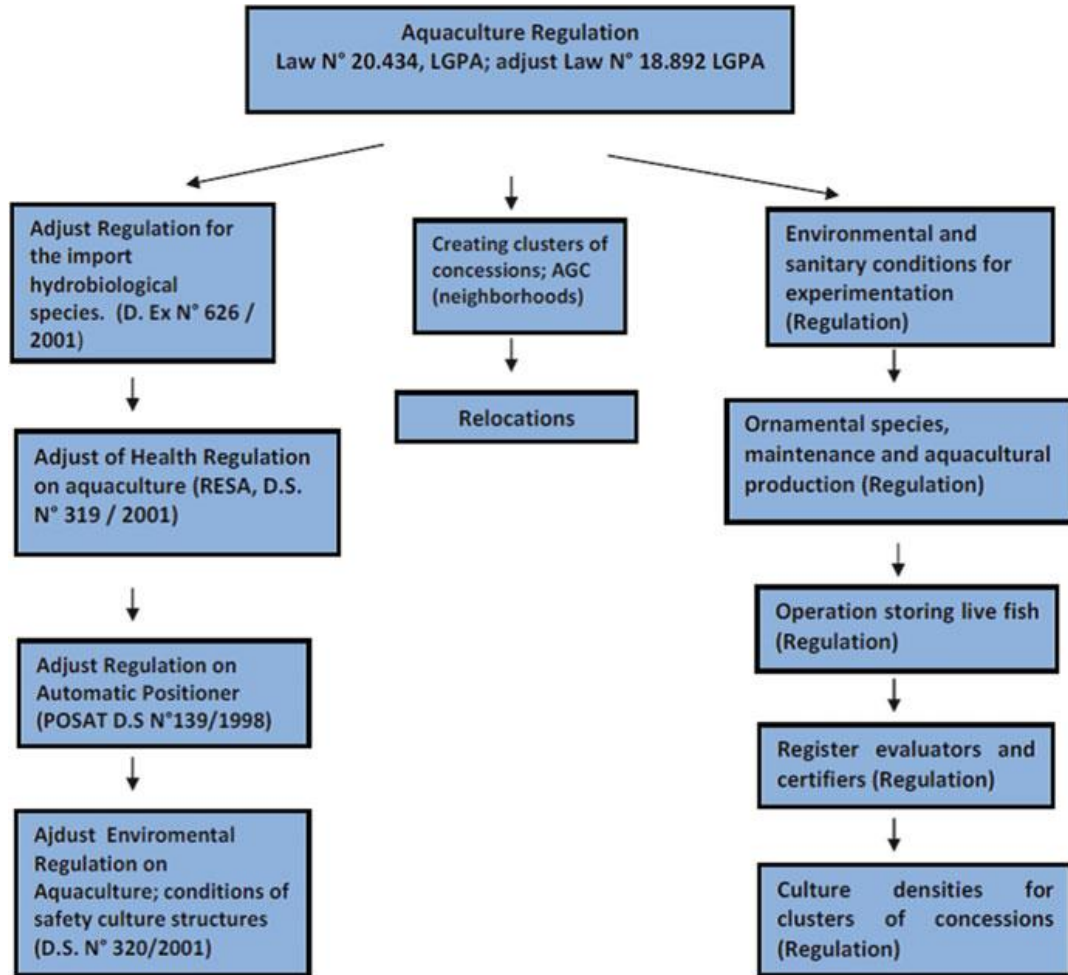 Aquaculture Regulation
Law N° 20.434, LGPA; adjust Law N° 18.892 LGPA
Adjust Regulation for
the import
hydrobiological
species. (D. Ex N° 626 /
2001)
Adjust of Health Regulation
on aquaculture (RESA, D.S.
N° 319 / 2001)
Adjust Regulation on
Automatic Positioner
(POSAT D.S N°139/1998)
Ajdust Enviromental
Regulation on
Aquaculture; conditions of
safety culture structures
(D.S. N° 320/2001)
Creating clusters of
concessions; AGC
(neighborhoods)
Relocations
Environmental and
sanitary conditions for
experimentation
(Regulation)
Ornamental species,
maintenance and aquacultural
production (Regulation)
Operation storing live fish
(Regulation)
Register evaluators and
certifiers (Regulation)
Culture densities for
clusters of concessions
(Regulation)